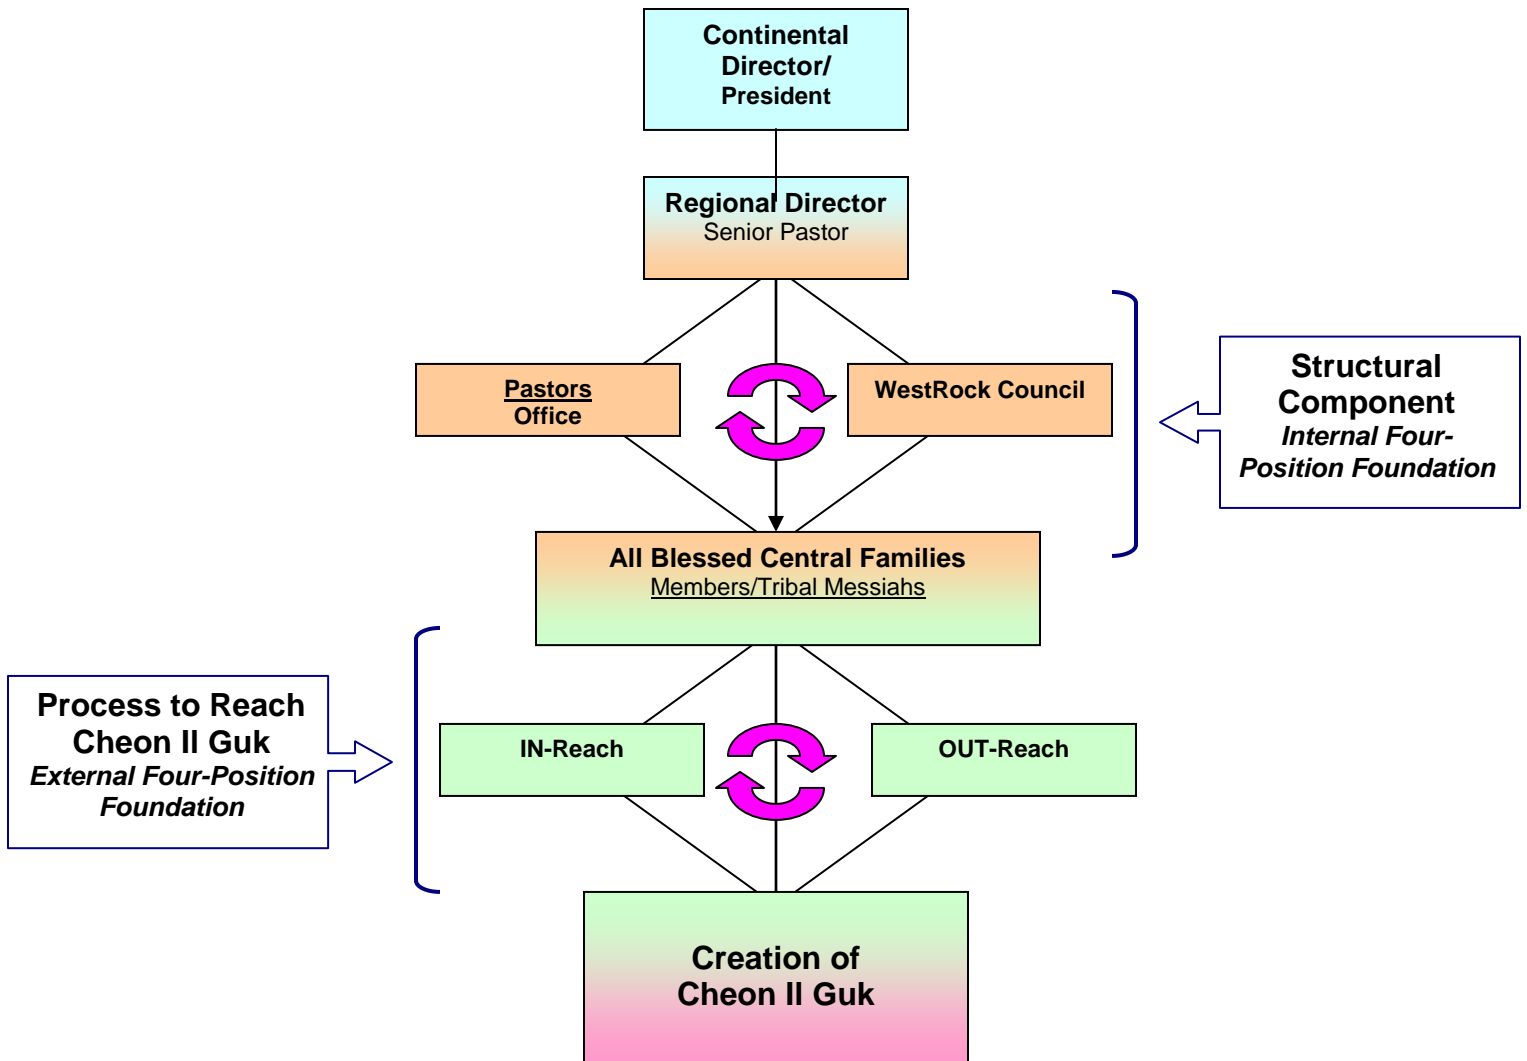 Continental
Director/
President
Regional Director
Senior Pastor
Pastors
Office
WestRock Council
Structural
Component
Internal Four-
Position Foundation
All Blessed Central Families
Members/Tribal Messiahs
Process to Reach
Cheon Il Guk
External Four-Position
Foundation
IN-Reach
OUT-Reach
Creation of
Cheon Il Guk